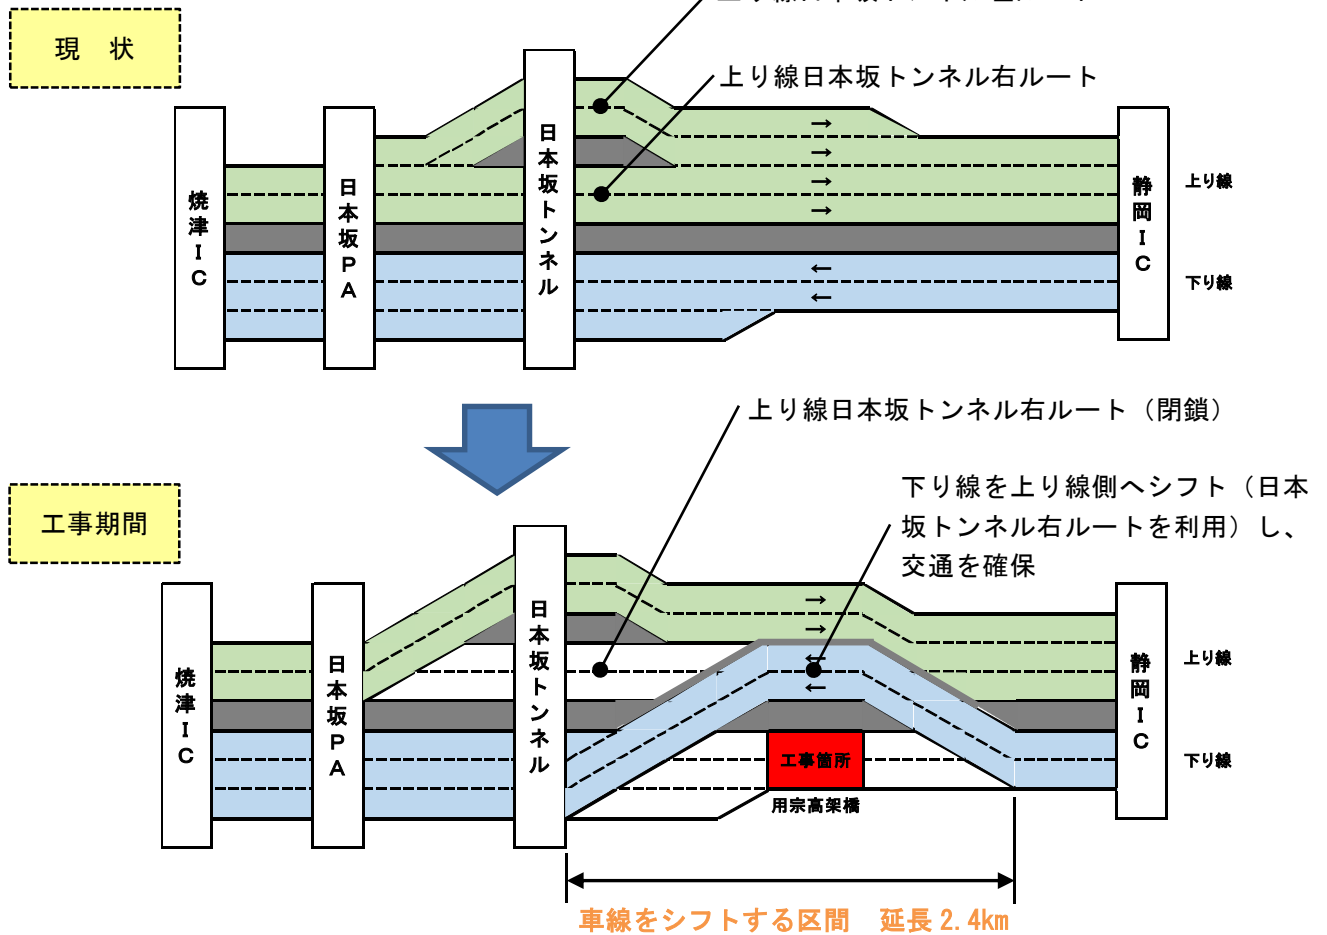 現　状
上り線日本坂トンネル右ルート
焼津IC
日本坂PA
日本坂トンネル
静岡IC
上り線
下り線
→
→
→
→
←
←
上り線日本坂トンネル右ルート（閉鎖）
工事期間
下り線を上り線側へシフト（日本
坂トンネル右ルートを利用）し、
交通を確保
焼津IC
日本坂PA
日本坂トンネル
静岡IC
上り線
下り線
→
→
←
←
工事箇所
用宗高架橋
車線をシフトする区間　延長2.4km